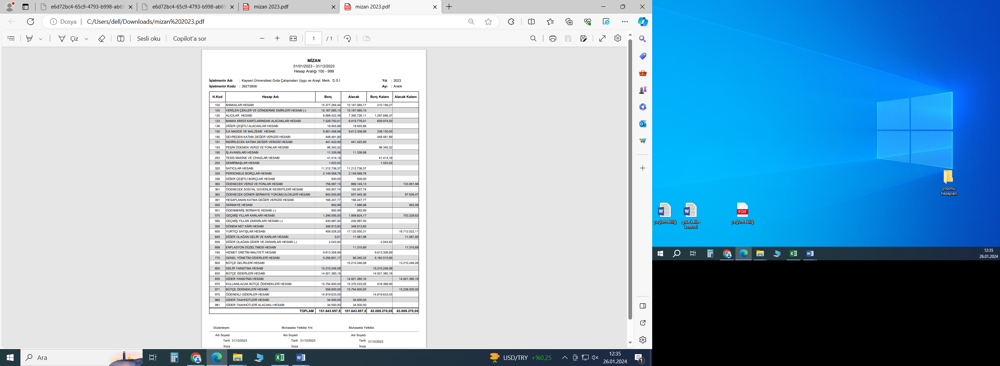 e6d72bc4-65c9-4793-b998-ab69
e6d72bc4-65c9-4793-b998-ab69
mizan 2023.pdf
mizan 2023.pdf
Dosya C:/Users/dell/Downloads/mizan%202023.pdf
Çiz Sesli oku Copilot'a sor 1 / 1
MİZAN
01/01/2023 - 31/12/2023
Hesap Aralığı 100 - 999
İşletmenin Adı : Kayseri Üniversitesi Gıda Çalışmaları Uygu ve Araşt. Merk. D.S.İ Yılı : 2023
İşletmenin Kodu : 39273806 Ayı : Aralık
H.Kod Hesap Adı Borç Alacak Borç Kalanı Alacak Kalanı
102 BANKALAR HESABI 15.377.284,44 15.167.085,17 210.199,27
103 VERİLEN ÇEKLER VE GÖNDERME EMİRLERİ HESABI (-) 15.167.085,15 15.167.085,15
120 ALICILAR HESABI 8.688.422,48 7.390.726,11 1.297.696,37
123 BANKA KREDİ KARTLARINDAN ALACAKLAR HESABI 7.529.750,51 6.919.776,01 609.974,50
136 DİĞER ÇEŞİTLİ ALACAKLAR HESABI 18.955,88 18.955,88
150 İLK MADDE VE MALZEME HESABI 9.851.458,99 9.613.308,99 238.150,00
190 DEVREDEN KATMA DEĞER VERGİSİ HESABI 448.481,89 448.481,89
191 İNDİRİLECEK KATMA DEĞER VERGİSİ HESABI 441.422,90 441.422,90
193 PEŞİN ÖDENEN VERGİ VE FONLAR HESABI 96.340,32 96.340,32
195 İŞ AVANSLARI HESABI 11.339,98 11.339,98
253 TESİS MAKİNE VE CİHAZLAR HESABI 41.414,18 41.414,18
255 DEMİRBAŞLAR HESABI 1.523,52 1.523,52
320 SATICILAR HESABI 11.212.736,37 11.212.736,37
335 PERSONELE BORÇLAR HESABI 2.149.568,76 2.149.568,76
336 DİĞER ÇEŞİTLİ BORÇLAR HESABI 500,00 500,00
360 ÖDENECEK VERGİ VE FONLAR HESABI 756.087,15 889.149,13 133.061,98
361 ÖDENECEK SOSYAL GÜVENLİK KESİNTİLERİ HESABI 165.957,74 165.957,74
362 ÖDENECEK DÖNER SERMAYE YÜKÜMLÜLÜKLERİ HESABI 840.005,89 937.945,36 97.939,47
391 HESAPLANAN KATMA DEĞER VERGİSİ HESABI 166.247,77 166.247,77
500 SERMAYE HESABI 992,99 1.986,98 993,99
501 ÖDENMEMİŞ SERMAYE HESABI (-) 992,99 992,99
570 GEÇMİŞ YILLAR KARLARI HESABI 1.246.595,55 1.999.824,17 753.228,62
580 GEÇMİŞ YILLAR ZARARLARI HESABI (-) 430.987,00 430.987,00
590 DÖNEM NET KÂRI HESABI 346.913,83 346.913,83
600 YURTİÇİ SATIŞLAR HESABI 408.528,20 17.120.550,31 16.712.022,11
649 DİĞER OLAĞAN GELİR VE KARLAR HESABI 0,01 11.081,96 11.081,95
659 DİĞER OLAĞAN GİDER VE ZARARLAR HESABI (-) 2.043,92 2.043,92
698 ENFLASYON DÜZELTMESİ HESABI 11.315,69 11.315,69
740 HİZMET ÜRETİM MALİYETİ HESABI 9.613.308,99 9.613.308,99
770 GENEL YÖNETİM GİDERLERİ HESABI 5.256.851,17 96.340,32 5.160.510,85
800 BÜTÇE GELİRLERİ HESABI 15.210.246,08 15.210.246,08
805 GELİR YANSITMA HESABI 15.210.246,08 15.210.246,08
830 BÜTÇE GİDERLERİ HESABI 14.921.380,16 14.921.380,16
835 GİDER YANSITMA HESABI 14.921.380,16 14.921.380,16
970 KULLANILACAK BÜTÇE ÖDENEKLERİ HESABI 15.794.900,00 15.376.533,05 418.366,95
971 BÜTÇE ÖDENEKLERİ HESABI 556.900,00 15.794.900,00 15.238.000,00
975 ÖDENEKLİ GİDERLER HESABI 14.819.633,05 14.819.633,05
980 GİDER TAAHHÜTLERİ HESABI 34.500,00 34.500,00
981 GİDER TAAHHÜTLERİ ALACAKLI HESABI 34.500,00 34.500,00
TOPLAM 151.643.857,8 151.643.857,8 63.089.270,05 63.089.270,05
Düzenleyen Muhasebe Yetkilisi Yrd. Muhasebe Yetkilisi
Adı Soyadı Adı Soyadı Adı Soyadı
Tarih 31/12/2023 Tarih 31/12/2023 Tarih 31/12/2023
İmza İmza İmza
Ara
USD/TRY +%0,25
12:35
26.01.2024
1
yılsonu
hesapları
yoğurttebliğ
gıda kalite
kontrol
PDF
yoğurttebliğ
12:35
26.01.2024